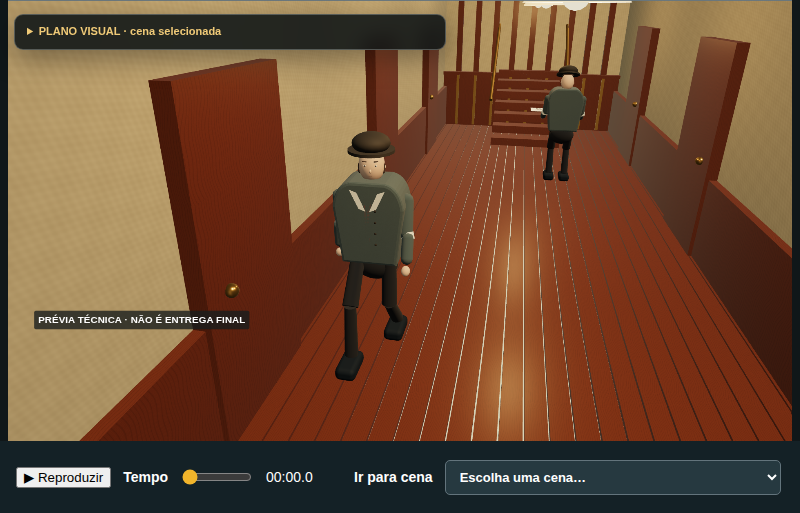 ▶ PLANO VISUAL · cena selecionada
PRÉVIA TÉCNICA · NÃO É ENTREGA FINAL
▶ Reproduzir Tempo 00:00.0 Ir para cena Escolha uma cena...